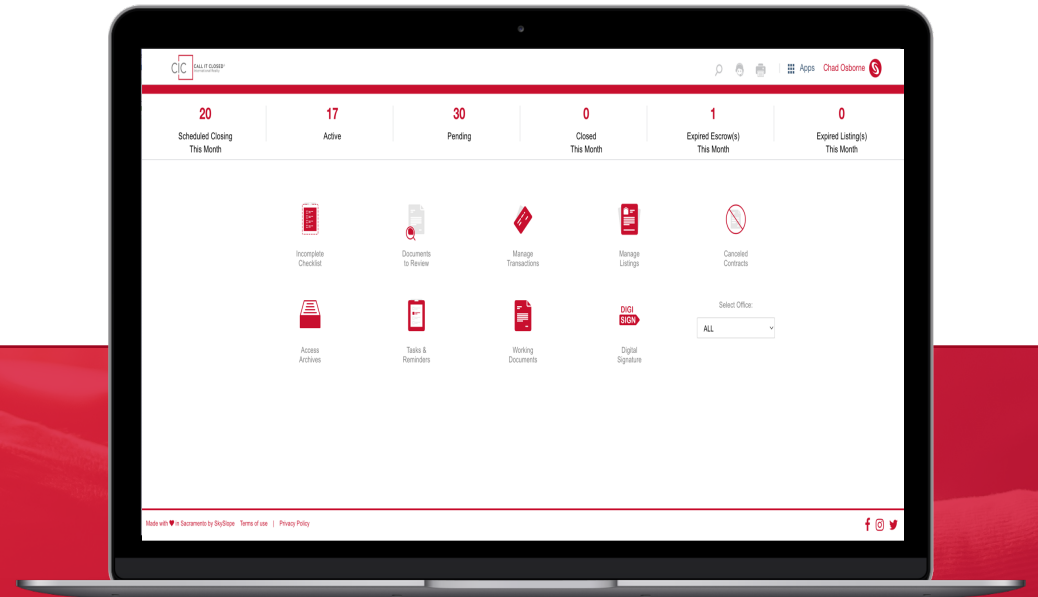 CIC CALL IT CLOSED
Apps Chad Osborne
20
Scheduled Closing
This Month
17
Active
30
Pending
0
Closed
This Month
1
Expired Escrow(s)
This Month
0
Expired Listing(s)
This Month
Incomplete
Checklist
Documents
to Review
Manage
Transactions
Manage
Listings
Canceled
Contracts
Access
Archives
Tasks &
Reminders
Working
Documents
DIGI
SIGN
Digital
Signature
Select Office:
ALL
Made with ♥ in Sacramento by SkySlope Terms of use | Privacy Policy